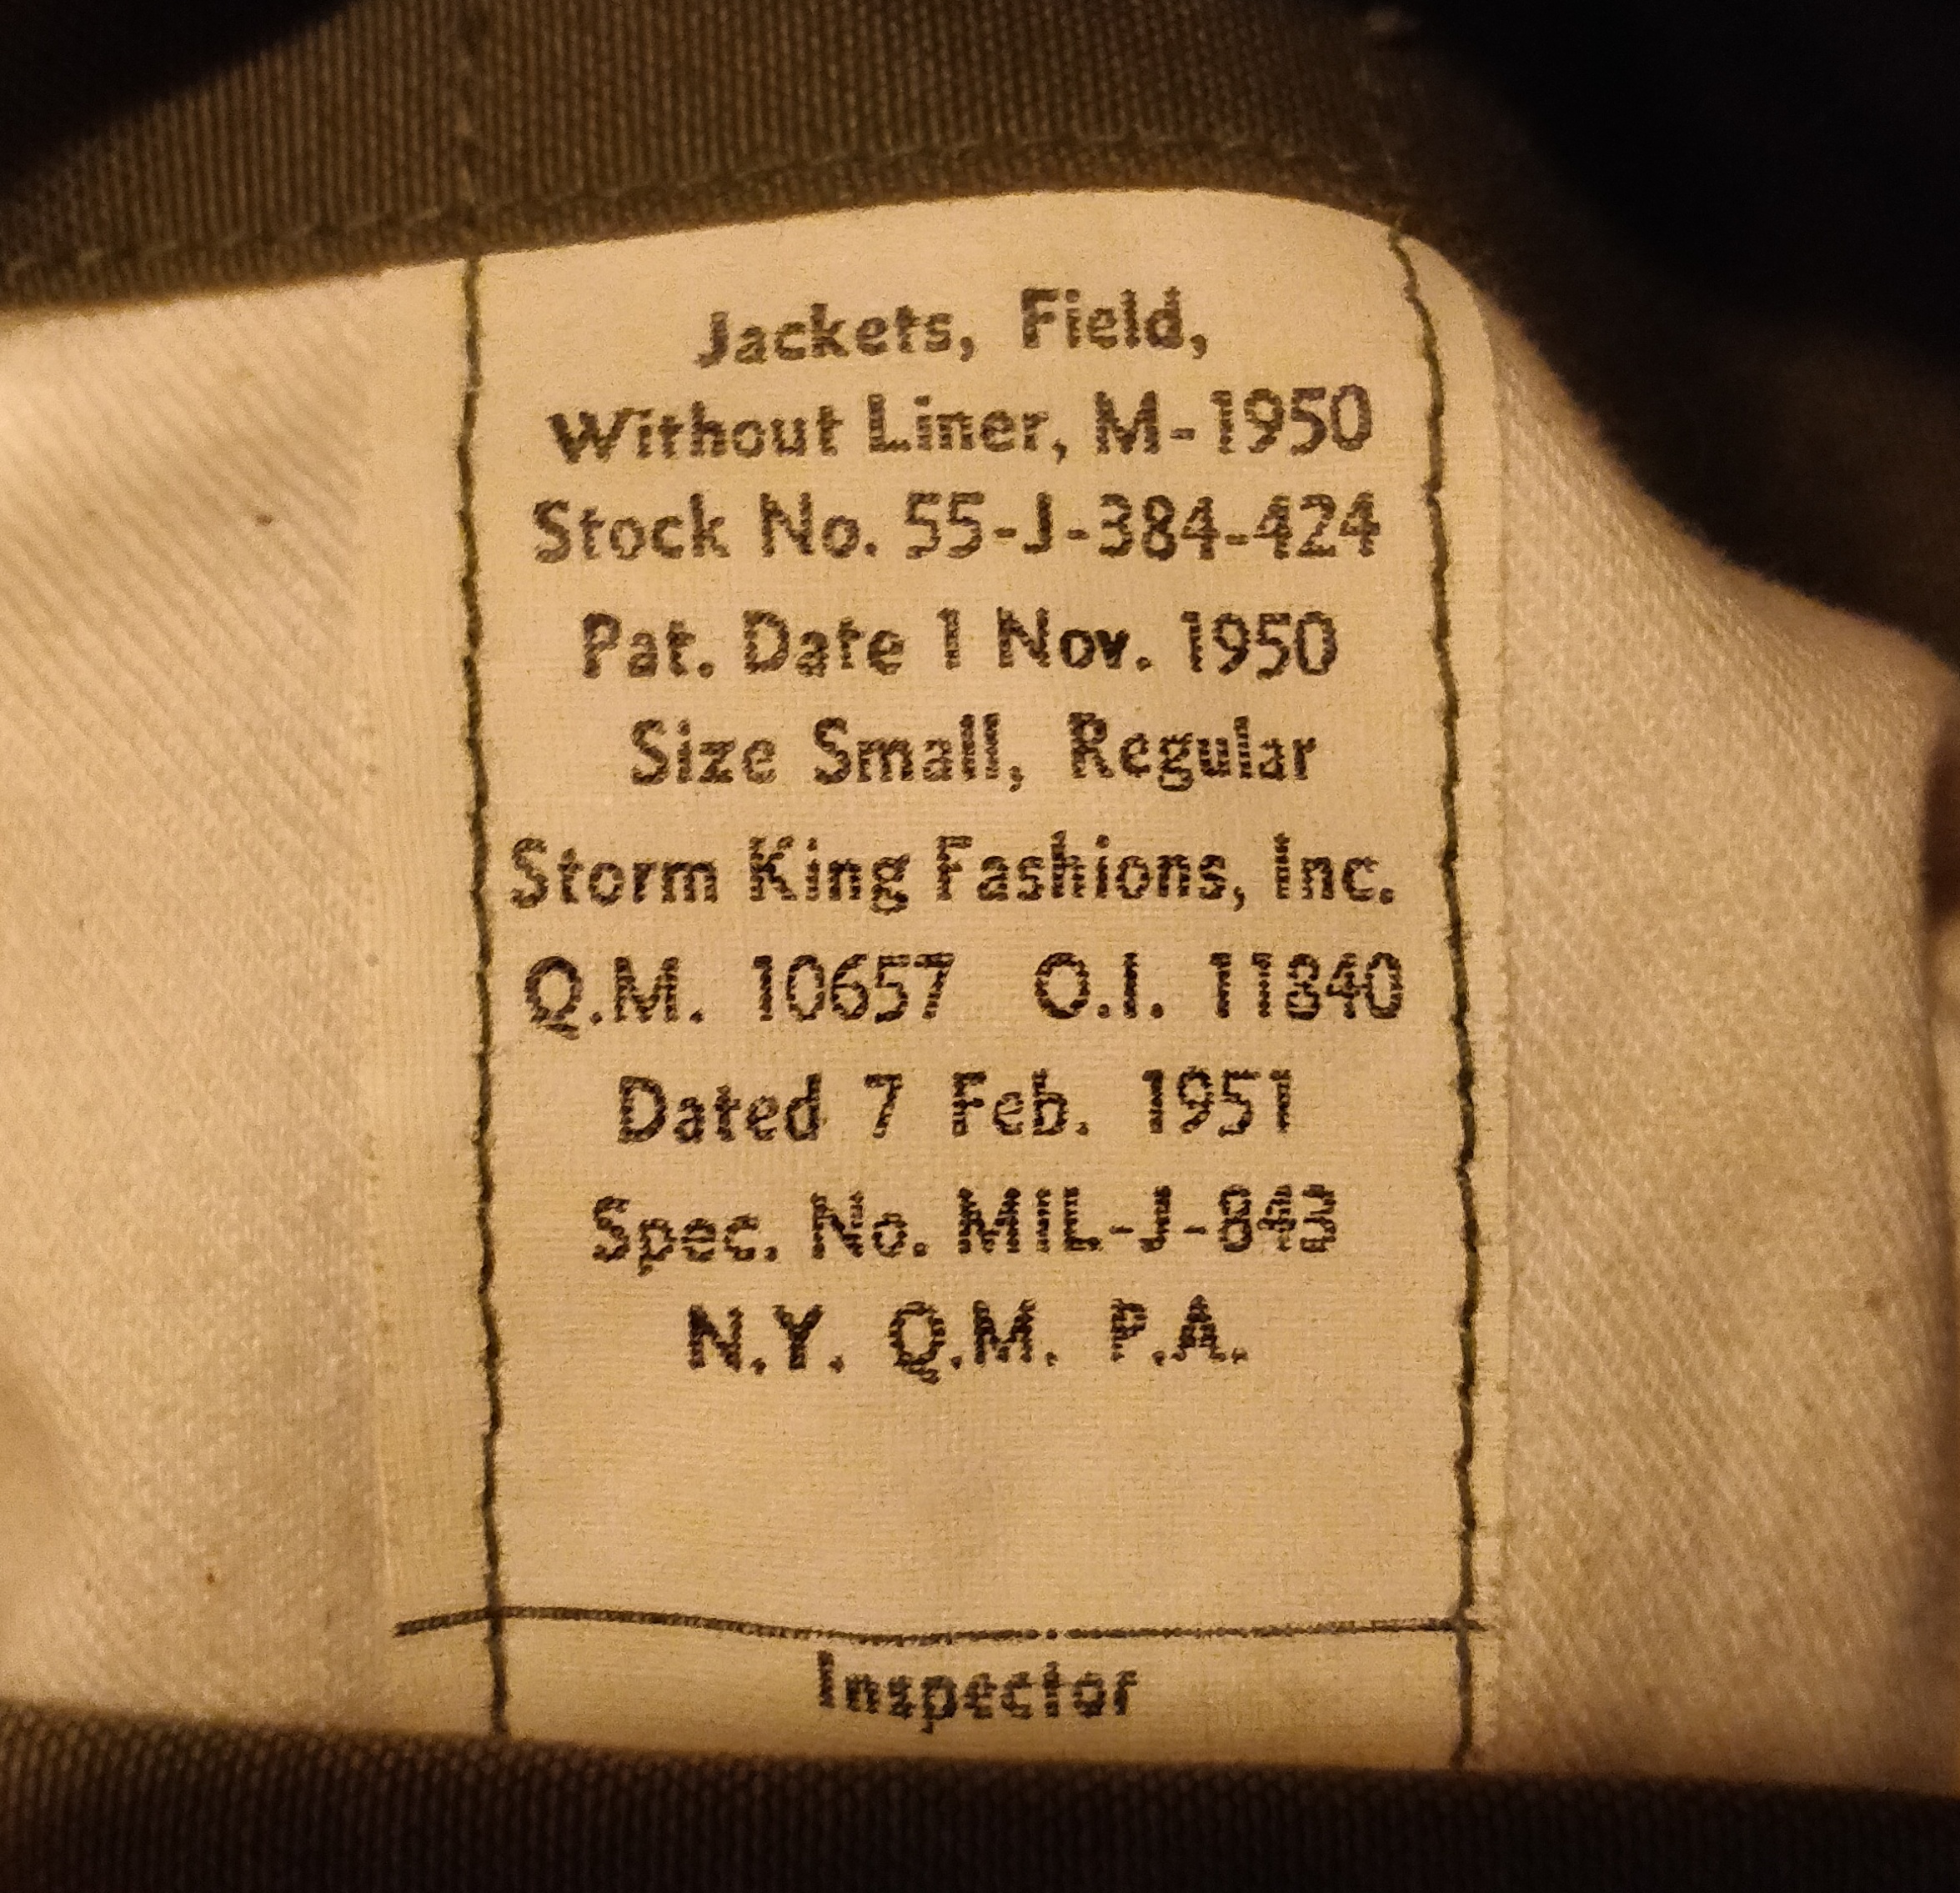 Jackets, Field,
Without Liner, M-1950
Stock No. 55-J-384-424
Pat. Date 1 Nov. 1950
Size Small, Regular
Storm King Fashions, Inc.
Q.M. 10657 O.I. 11840
Dated 7 Feb. 1951
Spec. No. MIL-J-843
N.Y. Q.M. P.A.
Inspector